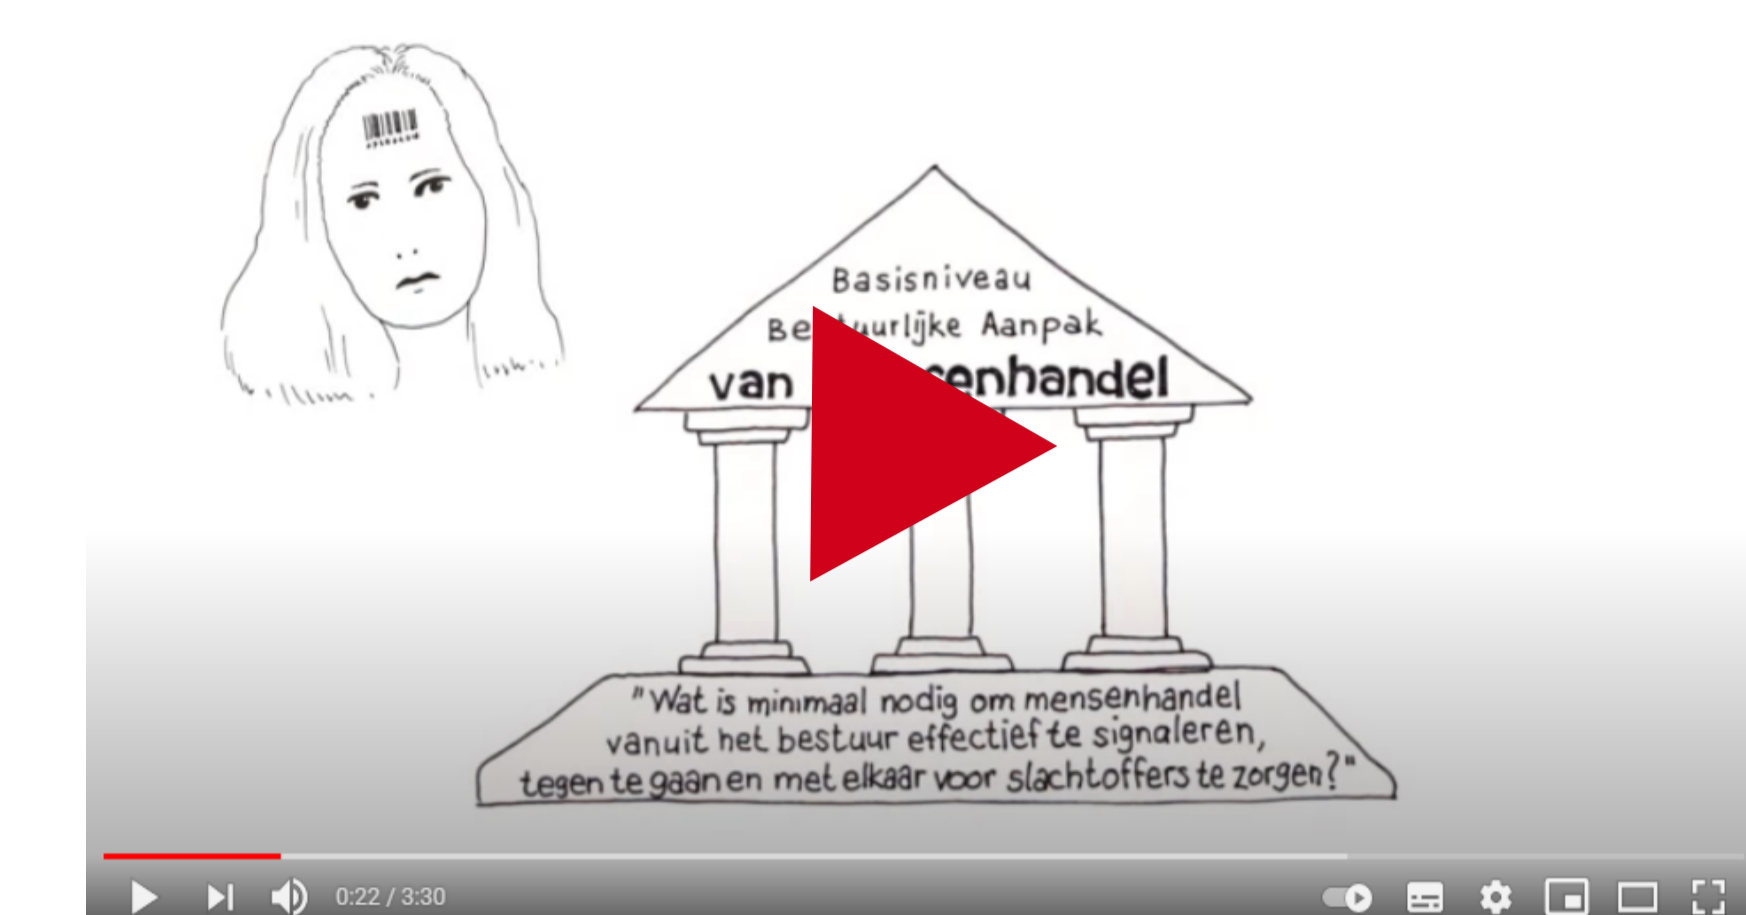 Basisniveau
Be uurlijke Aanpak
van enhandel
"Wat is minimaal nodig om mensenhandel
vanuit het bestuur effectief te signaleren,
tegen te gaan en met elkaar voor slachtoffers te zorgen?"
0:22 / 3:30